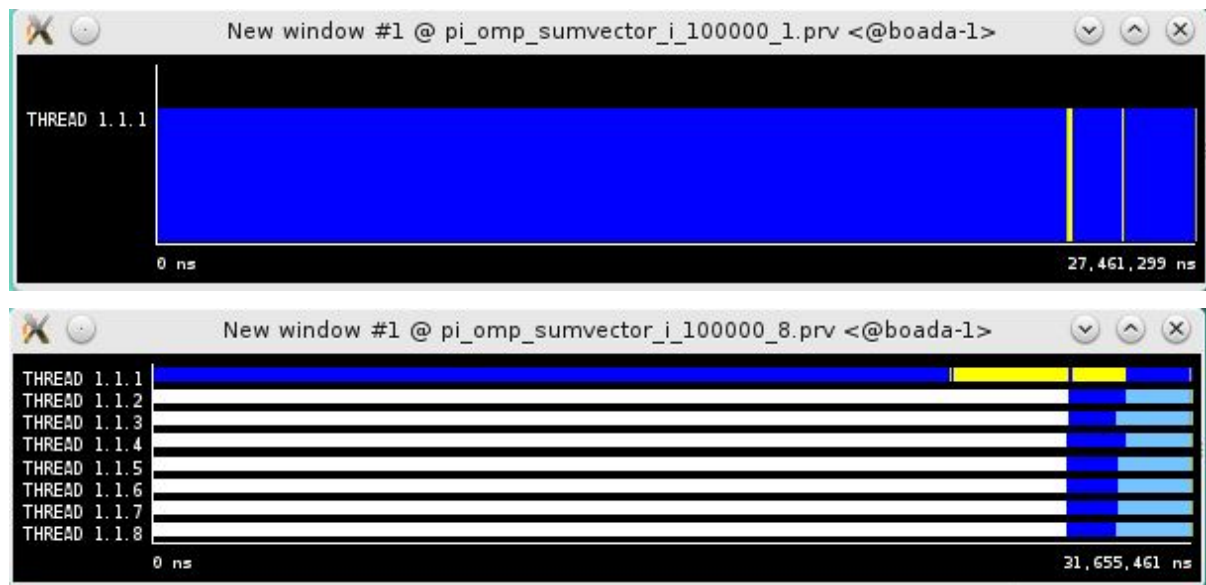 New window #1 @ pi_omp_sumvector_i_100000_1.prv <@boada-1>
THREAD 1.1.1
0 ns 27,461,299 ns
New window #1 @ pi_omp_sumvector_i_100000_8.prv <@boada-1>
THREAD 1.1.1
THREAD 1.1.2
THREAD 1.1.3
THREAD 1.1.4
THREAD 1.1.5
THREAD 1.1.6
THREAD 1.1.7
THREAD 1.1.8
0 ns 31,655,461 ns